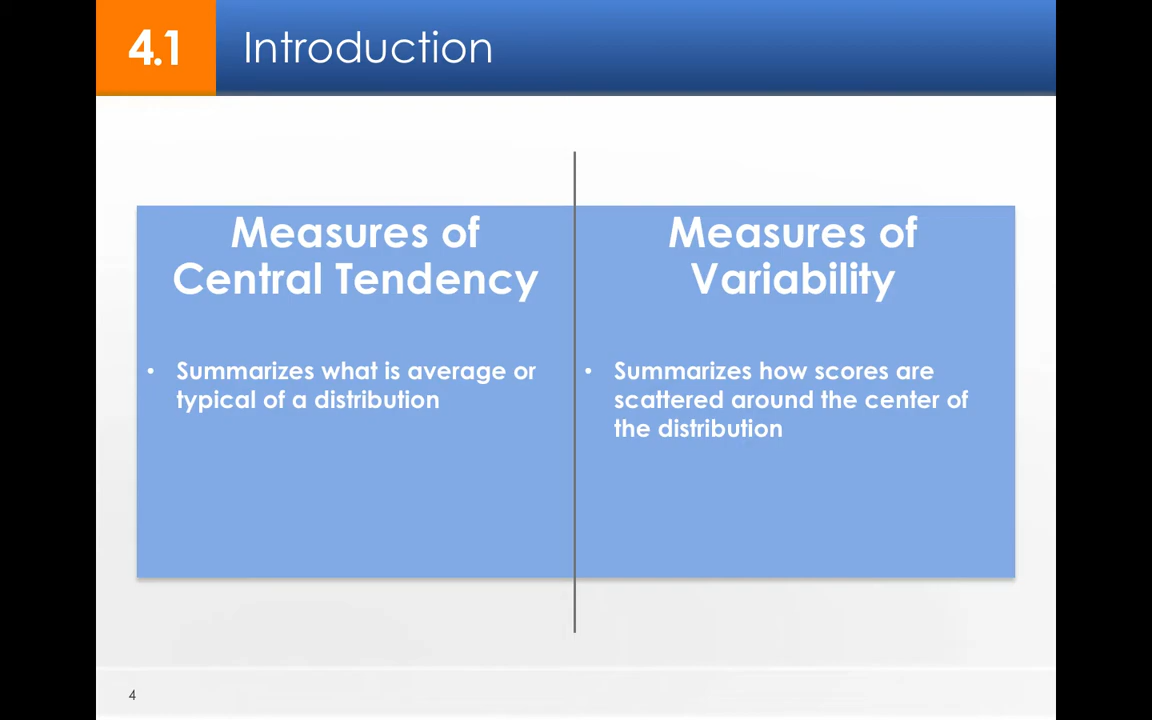 4.1 Introduction
Measures of
Central Tendency
• Summarizes what is average or
typical of a distribution
Measures of
Variability
• Summarizes how scores are
scattered around the center of
the distribution
4